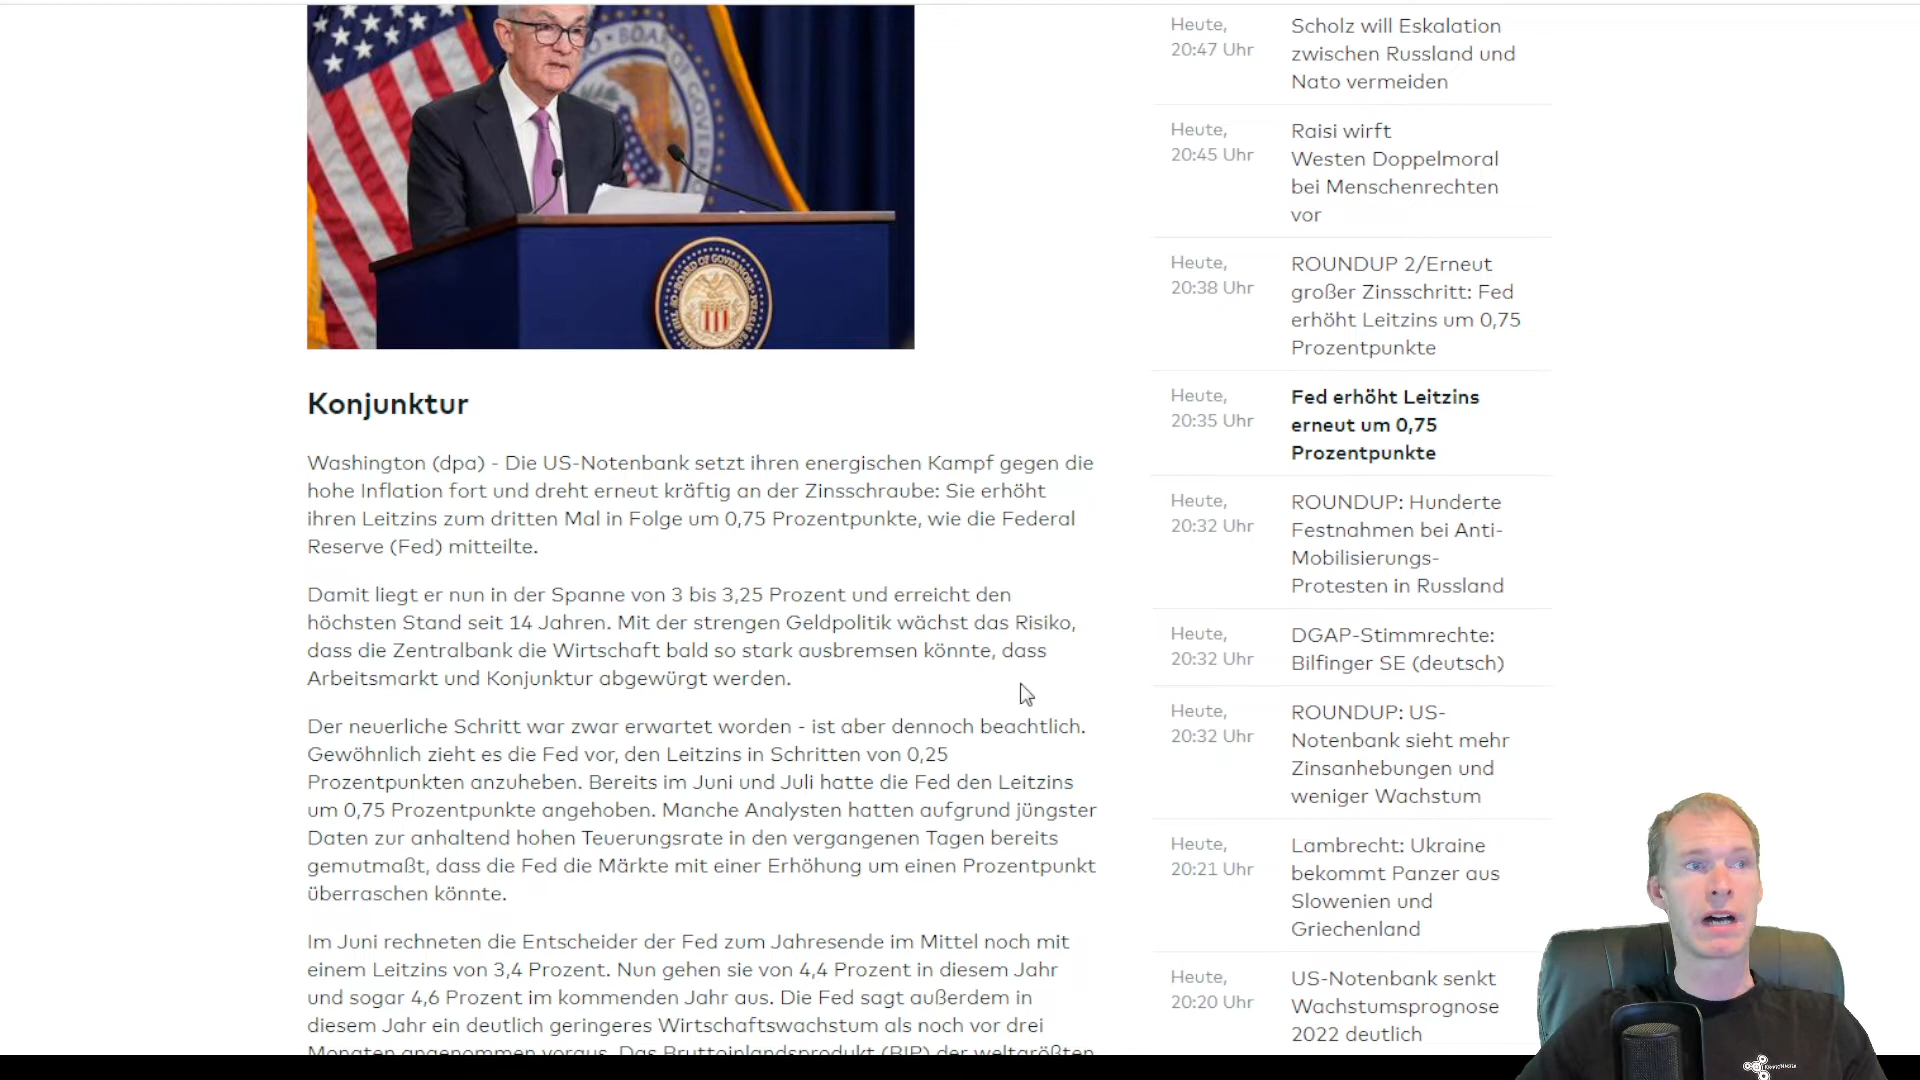 Konjunktur
Washington (dpa) - Die US-Notenbank setzt ihren energischen Kampf gegen die
hohe Inflation fort und dreht erneut kräftig an der Zinsschraube: Sie erhöht
ihren Leitzins zum dritten Mal in Folge um 0,75 Prozentpunkte, wie die Federal
Reserve (Fed) mitteilte.
Damit liegt er nun in der Spanne von 3 bis 3,25 Prozent und erreicht den
höchsten Stand seit 14 Jahren. Mit der strengen Geldpolitik wächst das Risiko,
dass die Zentralbank die Wirtschaft bald so stark ausbremsen könnte, dass
Arbeitsmarkt und Konjunktur abgewürgt werden.
Der neuerliche Schritt war zwar erwartet worden - ist aber dennoch beachtlich.
Gewöhnlich zieht es die Fed vor, den Leitzins in Schritten von 0,25
Prozentpunkten anzuheben. Bereits im Juni und Juli hatte die Fed den Leitzins
um 0,75 Prozentpunkte angehoben. Manche Analysten hatten aufgrund jüngster
Daten zur anhaltend hohen Teuerungsrate in den vergangenen Tagen bereits
gemutmaßt, dass die Fed die Märkte mit einer Erhöhung um einen Prozentpunkt
überraschen könnte.
Im Juni rechneten die Entscheider der Fed zum Jahresende im Mittel noch mit
einem Leitzins von 3,4 Prozent. Nun gehen sie von 4,4 Prozent in diesem Jahr
und sogar 4,6 Prozent im kommenden Jahr aus. Die Fed sagt außerdem in
diesem Jahr ein deutlich geringeres Wirtschaftswachstum als noch vor drei
Monaten angenommen voraus. Das Bruttoinlandsprodukt (BIP) der weltgrößten
Heute,
20:47 Uhr
Scholz will Eskalation
zwischen Russland und
Nato vermeiden
Heute,
20:45 Uhr
Raisi wirft
Westen Doppelmoral
bei Menschenrechten
vor
Heute,
20:38 Uhr
ROUNDUP 2/Erneut
großer Zinsschritt: Fed
erhöht Leitzins um 0,75
Prozentpunkte
Heute,
20:35 Uhr
Fed erhöht Leitzins
erneut um 0,75
Prozentpunkte
Heute,
20:32 Uhr
ROUNDUP: Hunderte
Festnahmen bei Anti-
Mobilisierungs-
Protesten in Russland
Heute,
20:32 Uhr
DGAP-Stimmrechte:
Bilfinger SE (deutsch)
Heute,
20:32 Uhr
ROUNDUP: US-
Notenbank sieht mehr
Zinsanhebungen und
weniger Wachstum
Heute,
20:21 Uhr
Lambrecht: Ukraine
bekommt Panzer aus
Slowenien und
Griechenland
Heute,
20:20 Uhr
US-Notenbank senkt
Wachstumsprognose
2022 deutlich